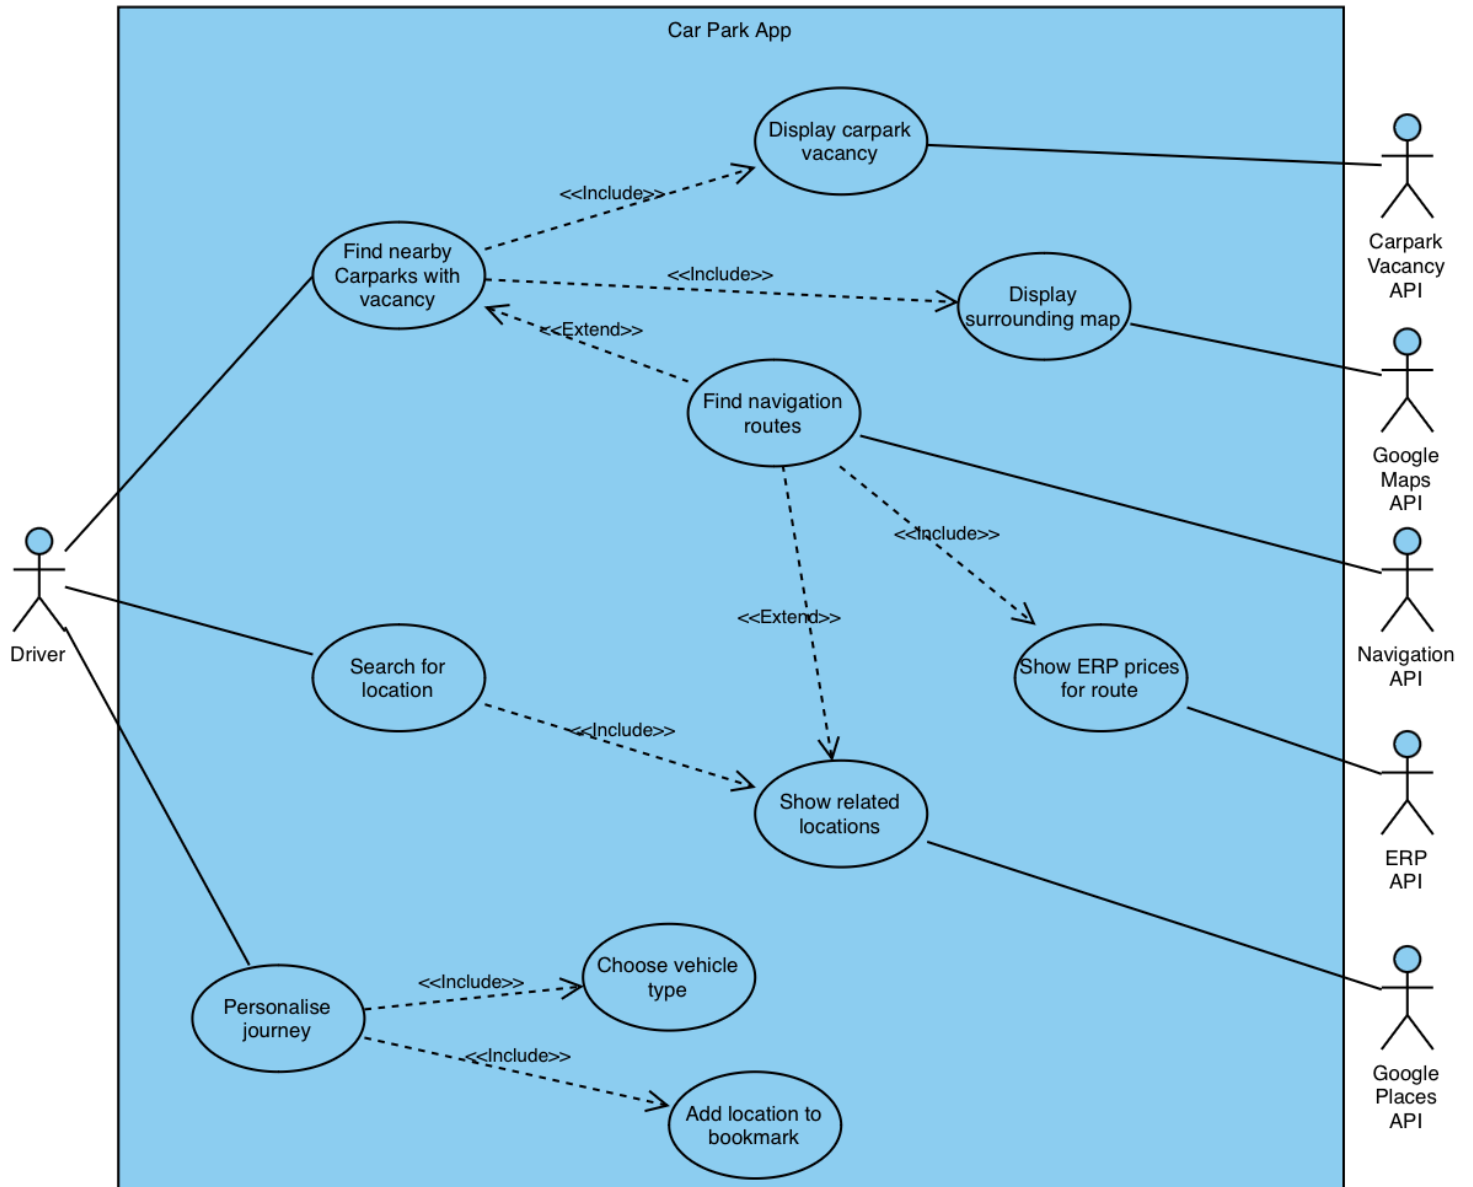 Car Park App
Display carpark
vacancy
<<Include>>
Carpark
Vacancy
API
Find nearby
Carparks with
vacancy
<<Include>>
Display
surrounding map
<<Extend>>
Find navigation
routes
Google
Maps
API
<<Include>>
Driver
<<Extend>>
Search for
location
Show ERP prices
for route
Navigation
API
<<Include>>
Show related
locations
ERP
API
Choose vehicle
type
<<Include>>
Personalise
journey
<<Include>>
Google
Places
API
Add location to
bookmark